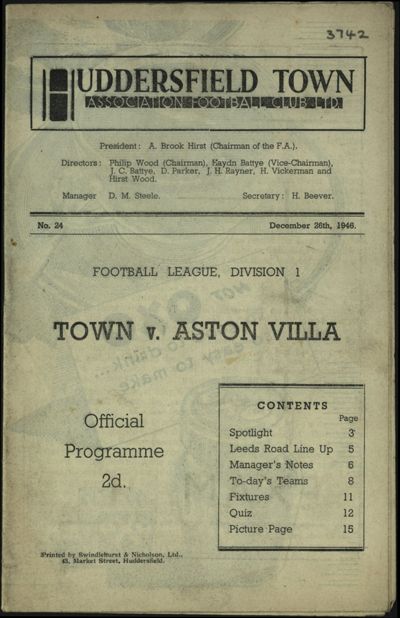 3742
HUDDERSFIELD TOWN
ASSOCIATION FOOTBALL CLUB LTD.
President: A. Brook Hirst (Chairman of the F.A.).
Directors: Philip Wood (Chairman), Haydn Battye (Vice-Chairman),
J. C. Battye, D. Parker, J. H. Rayner, H. Vickerman and
Hirst Wood.
Manager D. M. Steele. Secretary: H. Beever.
No. 24 December 26th, 1946.
FOOTBALL LEAGUE, DIVISION 1
TOWN v. ASTON VILLA
Official
Programme
2d.
CONTENTS
Page
Spotlight 3
Leeds Road Line Up 5
Manager's Notes 6
To-day's Teams 8
Fixtures 11
Quiz 12
Picture Page 15
Printed by Swindlehurst & Nicholson, Ltd.,
43, Market Street, Huddersfield.